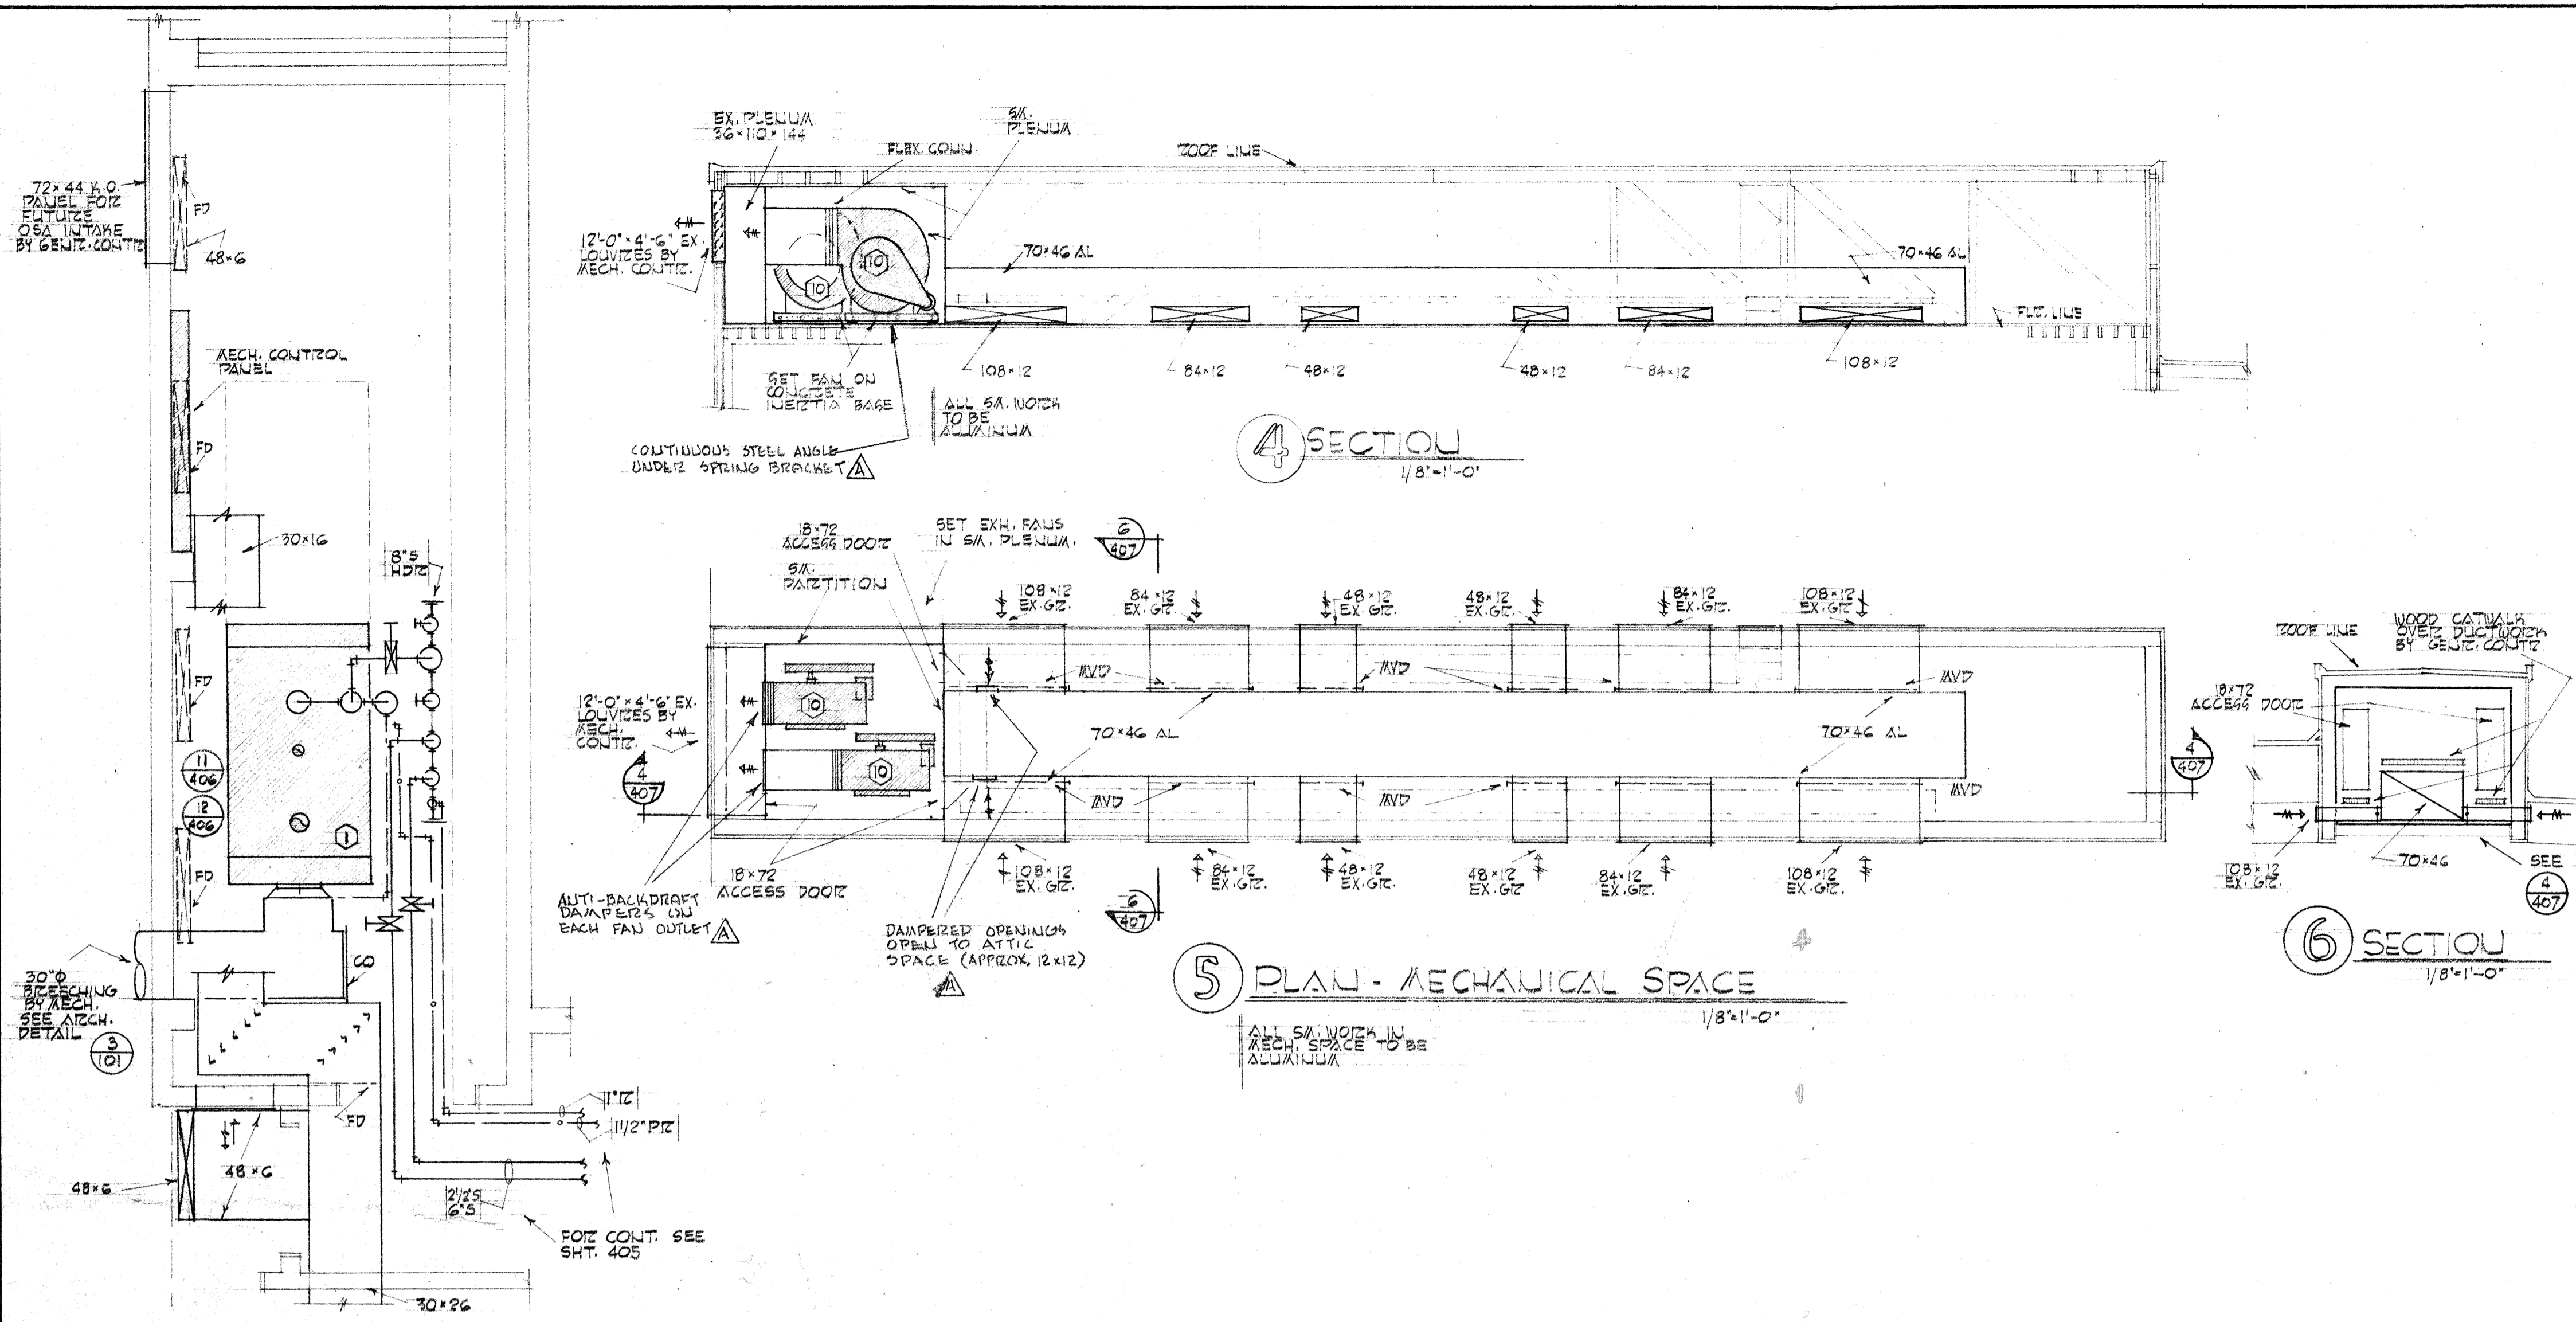 72×44 K.O.
PANEL FOR
FUTURE
OSA INTAKE
BY GENR. CONTR
FD
48×6
MECH. CONTROL
PANEL
FD
30×16
8"S
HDR
FD
11
406
12
406
1
FD
CO
30"Φ
BREECHING
BY MECH.
SEE ARCH.
DETAIL
3
101
FD
1"R
1 1/2"PR
48×6
48×6
2 1/2"S
6"S
FOR CONT. SEE
SHT. 405
30×26
EX. PLENUM
36×110×144
S.M.
PLENUM
FLEX. CONN.
ROOF LINE
12'-0"×4'-6" EX.
LOUVRES BY
MECH. CONTR.
10
10
70×46 AL
70×46 AL
FLR. LINE
SET FAN ON
CONCRETE
INERTIA BASE
108×12
84×12
48×12
48×12
84×12
108×12
ALL S.M. WORK
TO BE
ALUMINUM
CONTINUOUS STEEL ANGLE
UNDER SPRING BRACKET A
4 SECTION
1/8"=1'-0"
18×72
ACCESS DOOR
SET EXH. FANS
IN S.M. PLENUM.
6
407
S.M.
PARTITION
108×12
EX. GR.
84×12
EX. GR.
48×12
EX. GR.
48×12
EX. GR.
84×12
EX. GR.
108×12
EX. GR.
MVD
MVD
MVD
12'-0"×4'-6" EX.
LOUVRES BY
MECH.
CONTR.
10
10
70×46 AL
70×46 AL
4
407
4
407
MVD
MVD
MVD
108×12
EX. GR.
84×12
EX. GR.
48×12
EX. GR.
48×12
EX. GR.
84×12
EX. GR.
108×12
EX. GR.
18×72
ACCESS DOOR
ANTI-BACKDRAFT
DAMPERS ON
EACH FAN OUTLET A
6
407
DAMPERED OPENINGS
OPEN TO ATTIC
SPACE (APPROX. 12×12)
A
5 PLAN - MECHANICAL SPACE
1/8"=1'-0"
ALL S.M. WORK IN
MECH. SPACE TO BE
ALUMINUM
ROOF LINE
WOOD CATWALK
OVER DUCTWORK
BY GENR. CONTR.
18×72
ACCESS DOOR
108×12
EX. GR.
70×46
SEE
4
407
6 SECTION
1/8"=1'-0"